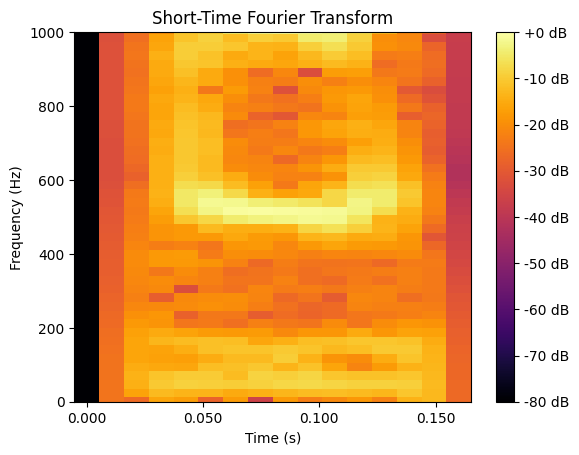 Short-Time Fourier Transform
Frequency (Hz)
1000
800
600
400
200
0
0.000
0.050
0.100
0.150
Time (s)
+0 dB
-10 dB
-20 dB
-30 dB
-40 dB
-50 dB
-60 dB
-70 dB
-80 dB